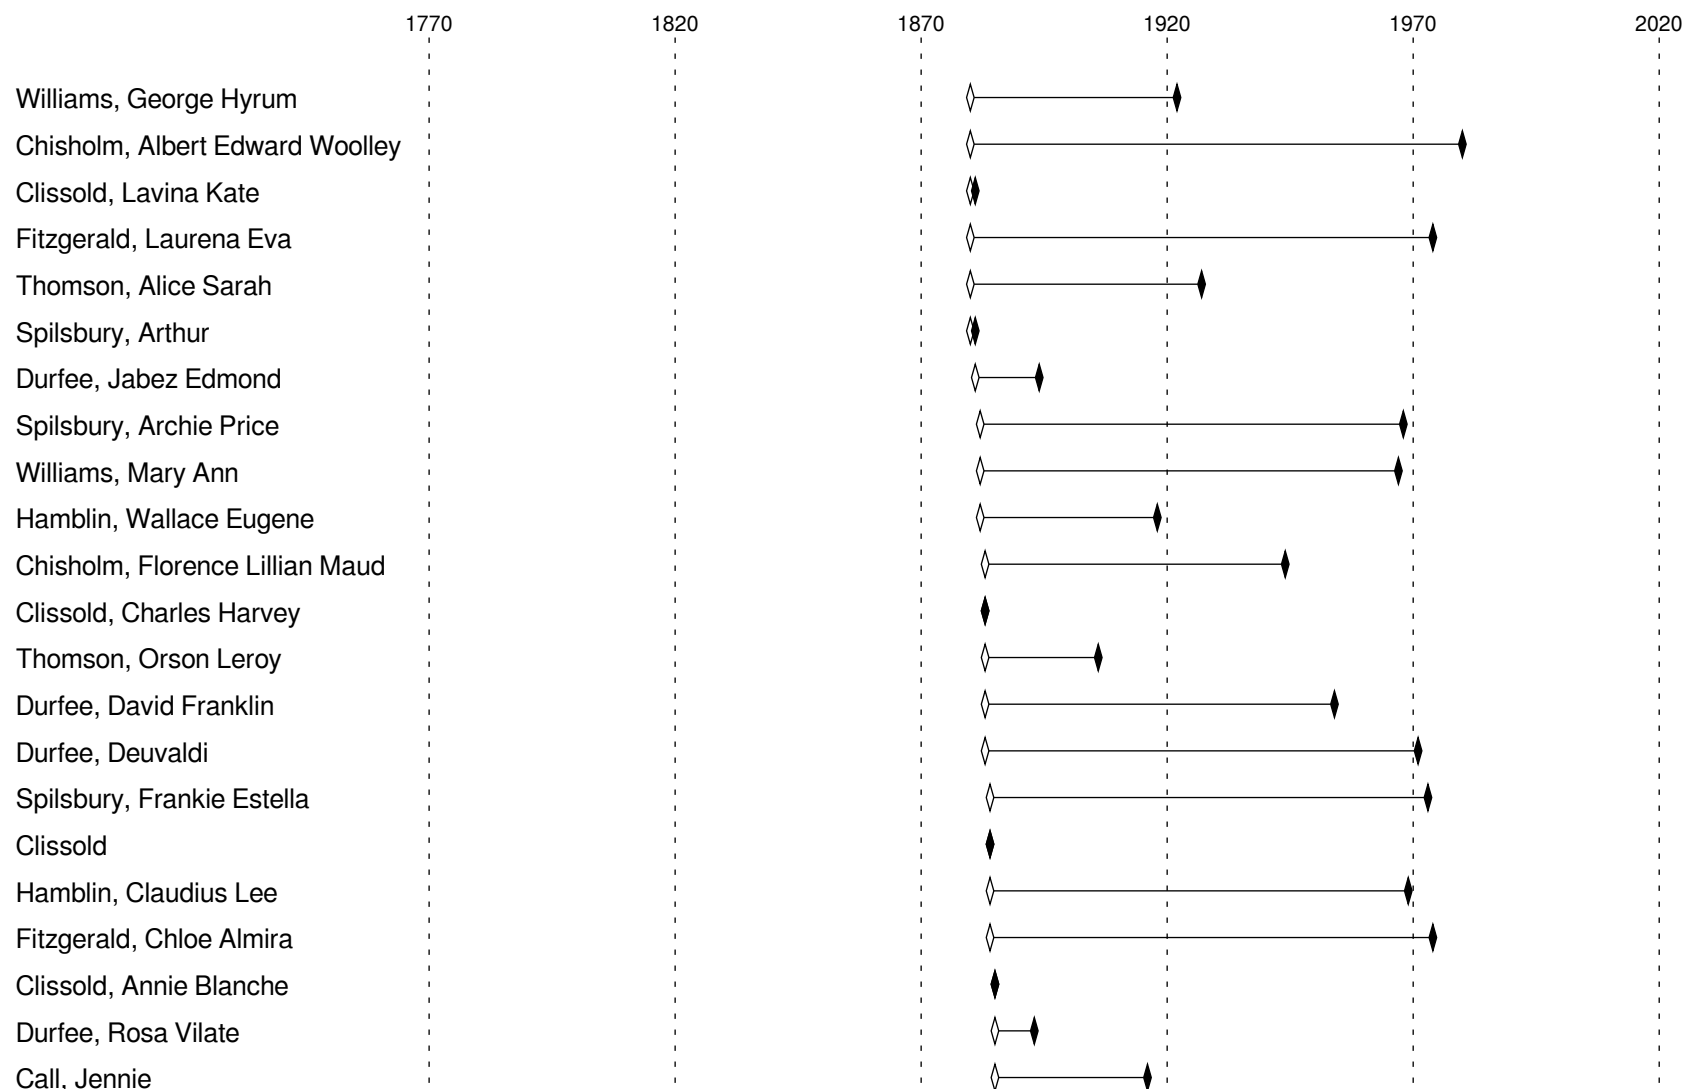 1770 1820 1870 1920 1970 2020
Williams, George Hyrum
Chisholm, Albert Edward Woolley
Clissold, Lavina Kate
Fitzgerald, Laurena Eva
Thomson, Alice Sarah
Spilsbury, Arthur
Durfee, Jabez Edmond
Spilsbury, Archie Price
Williams, Mary Ann
Hamblin, Wallace Eugene
Chisholm, Florence Lillian Maud
Clissold, Charles Harvey
Thomson, Orson Leroy
Durfee, David Franklin
Durfee, Deuvaldi
Spilsbury, Frankie Estella
Clissold
Hamblin, Claudius Lee
Fitzgerald, Chloe Almira
Clissold, Annie Blanche
Durfee, Rosa Vilate
Call, Jennie